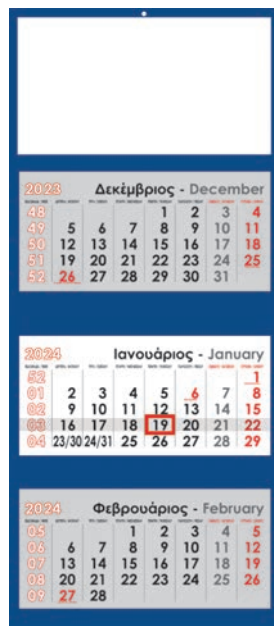 2023 Δεκέμβριος - December
48 1 2 3 4
49 5 6 7 8 9 10 11
50 12 13 14 15 16 17 18
51 19 20 21 22 23 24 25
52 26 27 28 29 30 31
2024 Ιανουάριος - January
52 1
01 2 3 4 5 6 7 8
02 9 10 11 12 13 14 15
03 16 17 18 19 20 21 22
04 23/30 24/31 25 26 27 28 29
2024 Φεβρουάριος - February
05 1 2 3 4 5
06 6 7 8 9 10 11 12
07 13 14 15 16 17 18 19
08 20 21 22 23 24 25 26
09 27 28